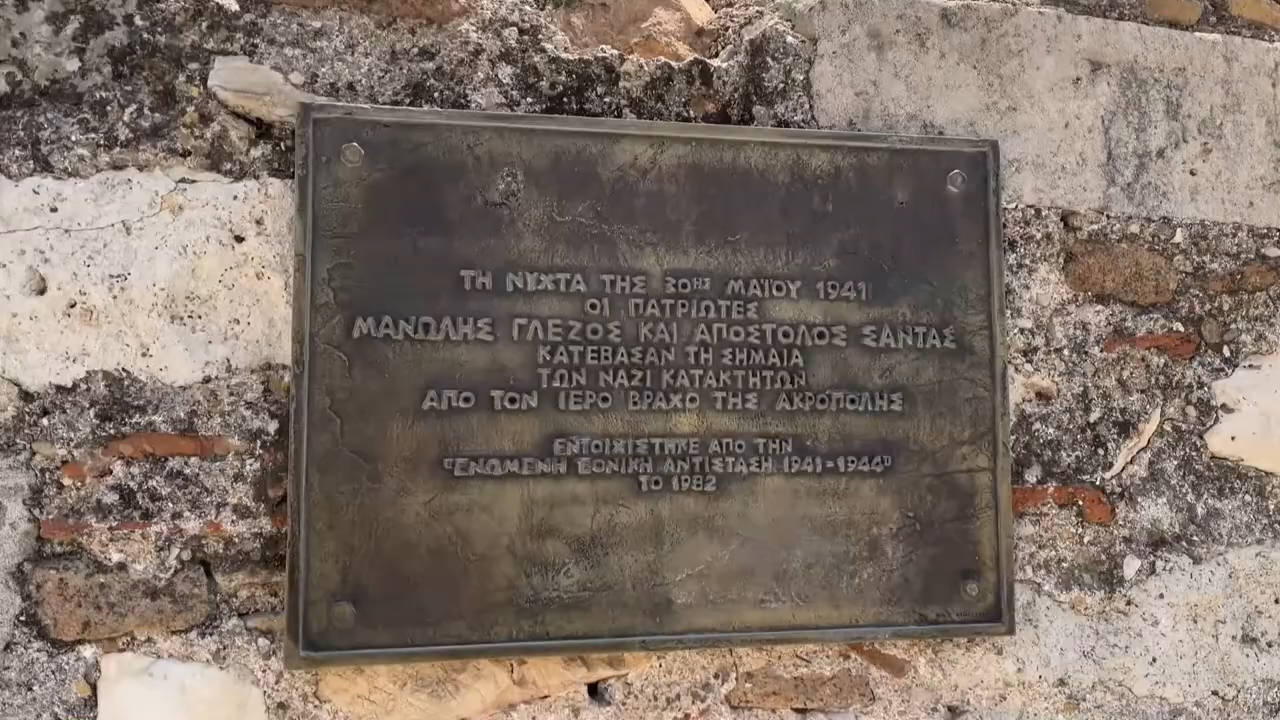 ΤΗ ΝΥΧΤΑ ΤΗΣ 30ΗΣ ΜΑΪΟΥ 1941
ΟΙ ΠΑΤΡΙΩΤΕΣ
ΜΑΝΩΛΗΣ ΓΛΕΖΟΣ ΚΑΙ ΑΠΟΣΤΟΛΟΣ ΣΑΝΤΑΣ
ΚΑΤΕΒΑΣΑΝ ΤΗ ΣΗΜΑΙΑ
ΤΩΝ ΝΑΖΙ ΚΑΤΑΚΤΗΤΩΝ
ΑΠΟ ΤΟΝ ΙΕΡΟ ΒΡΑΧΟ ΤΗΣ ΑΚΡΟΠΟΛΗΣ
ΕΝΤΟΙΧΙΣΤΗΚΕ ΑΠΟ ΤΗΝ
"ΕΝΩΜΕΝΗ ΕΘΝΙΚΗ ΑΝΤΙΣΤΑΣΗ 1941-1944"
ΤΟ 1982